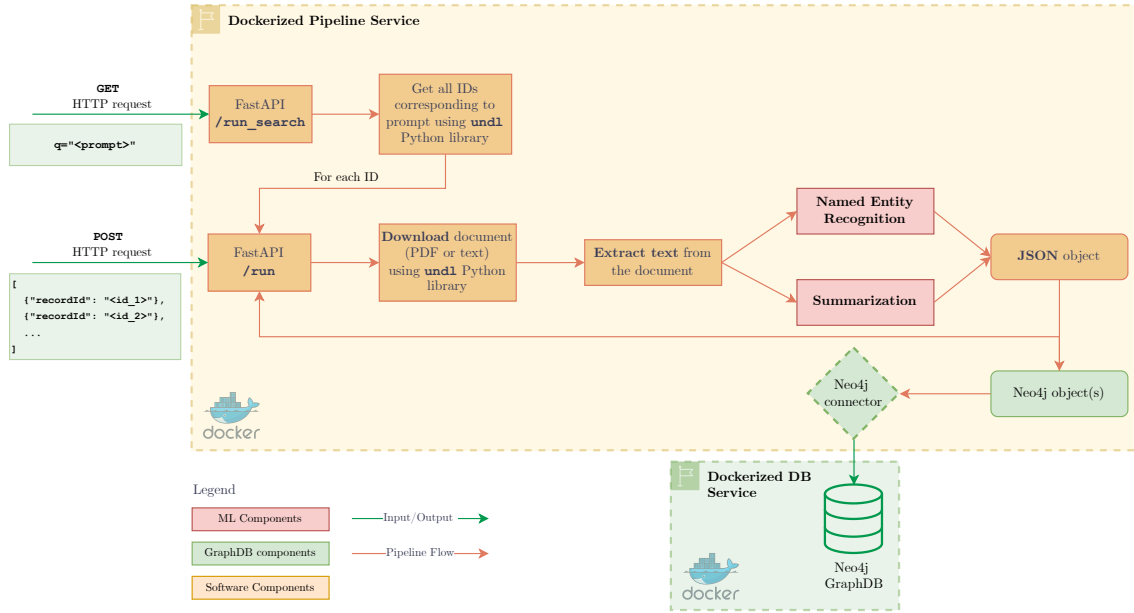 Dockerized Pipeline Service
GET
HTTP request
q="<prompt>"
FastAPI
/run_search
Get all IDs
corresponding to
prompt using undl
Python library
For each ID
POST
HTTP request
[
{"recordId": "<id_1>"},
{"recordId": "<id_2>"},
...
]
FastAPI
/run
Download document
(PDF or text)
using undl Python
library
Extract text from
the document
Named Entity
Recognition
Summarization
JSON object
Neo4j object(s)
Neo4j
connector
docker
Dockerized DB
Service
Neo4j
GraphDB
docker
Legend
ML Components
GraphDB components
Software Components
Input/Output
Pipeline Flow